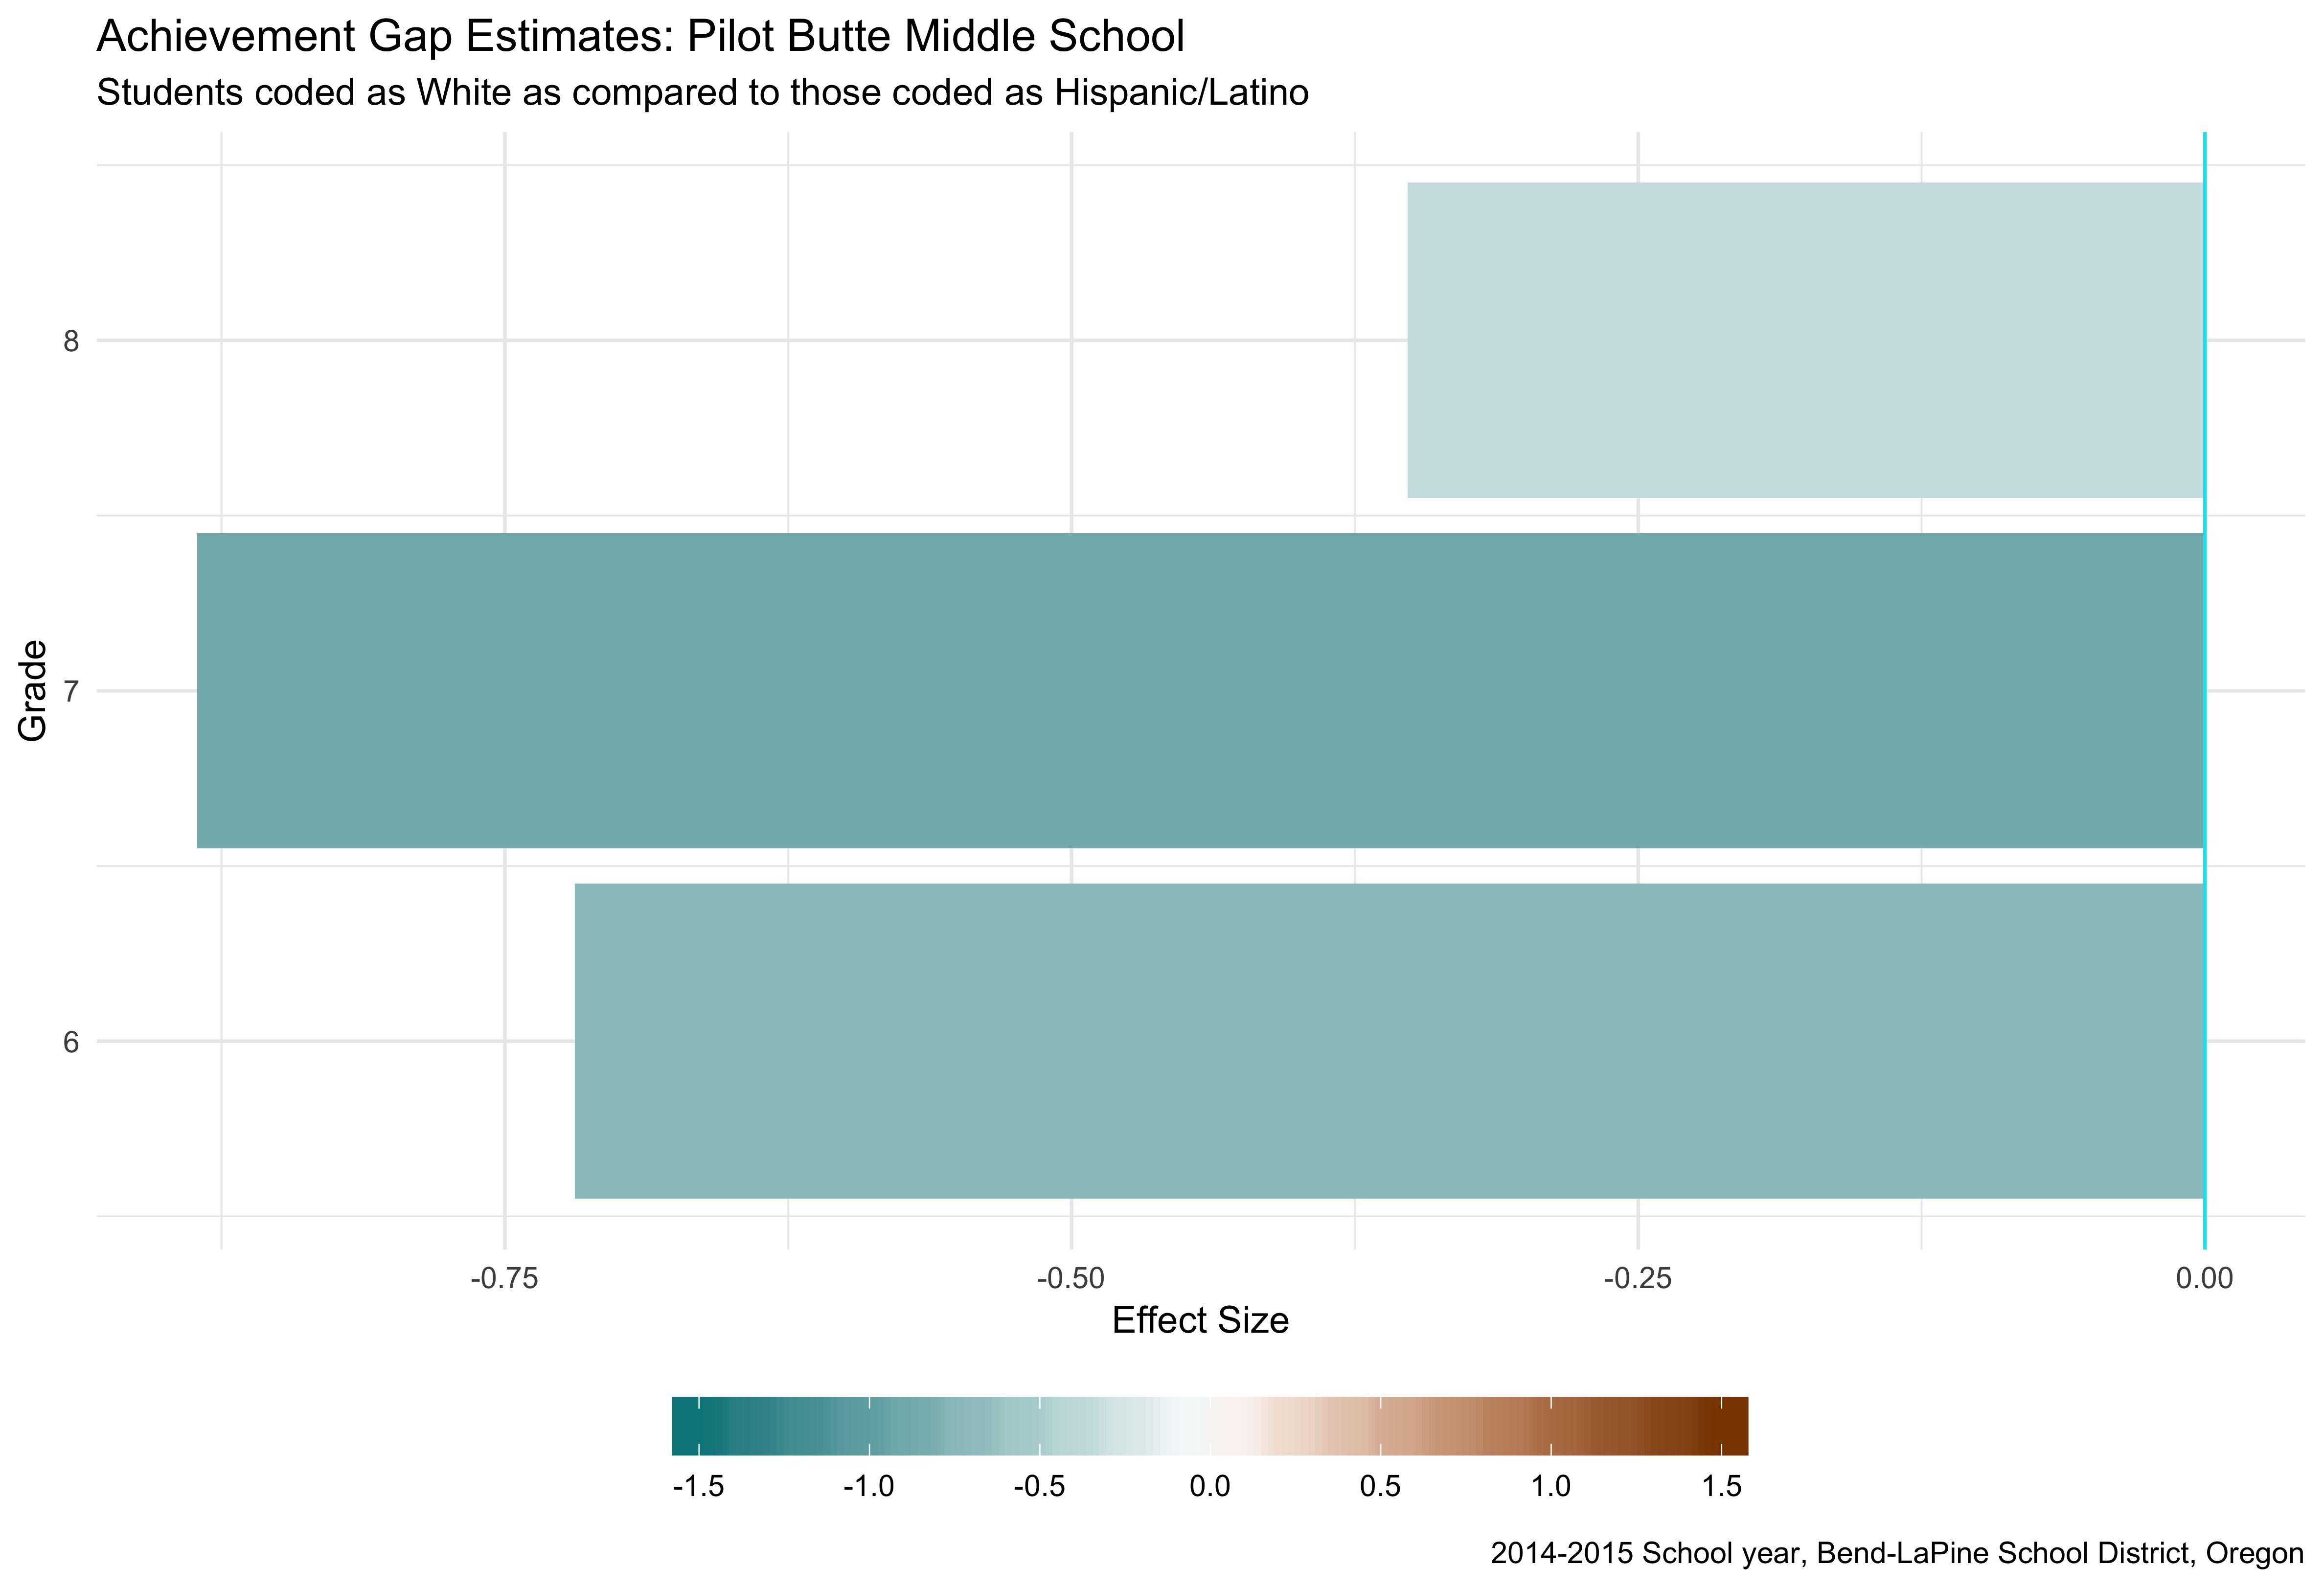 Achievement Gap Estimates: Pilot Butte Middle School
Students coded as White as compared to those coded as Hispanic/Latino
8
7
6
Grade
-0.75 -0.50 -0.25 0.00
Effect Size
-1.5 -1.0 -0.5 0.0 0.5 1.0 1.5
2014-2015 School year, Bend-LaPine School District, Oregon